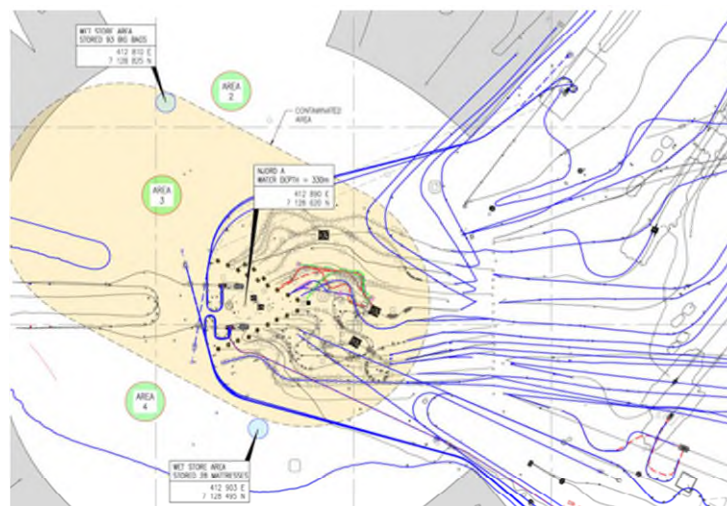 WET STORE AREA
STORED 93 BIG BAGS
412 810 E
7 128 825 N
AREA
2
CONTAMINATED
AREA
NJORD A
WATER DEPTH = 330m
412 890 E
7 128 620 N
AREA
3
AREA
4
WET STORE AREA
STORED 28 MATTRESSES
412 903 E
7 128 495 N